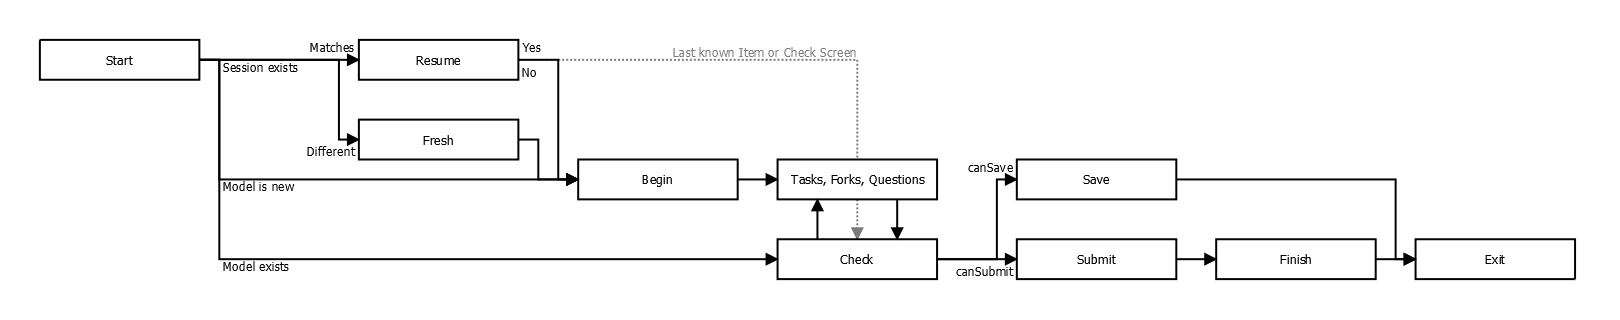 Start
Session exists
Matches
Different
Resume
Yes
No
Last known Item or Check Screen
Fresh
Model is new
Model exists
Begin
Tasks, Forks, Questions
Check
canSave
canSubmit
Save
Submit
Finish
Exit